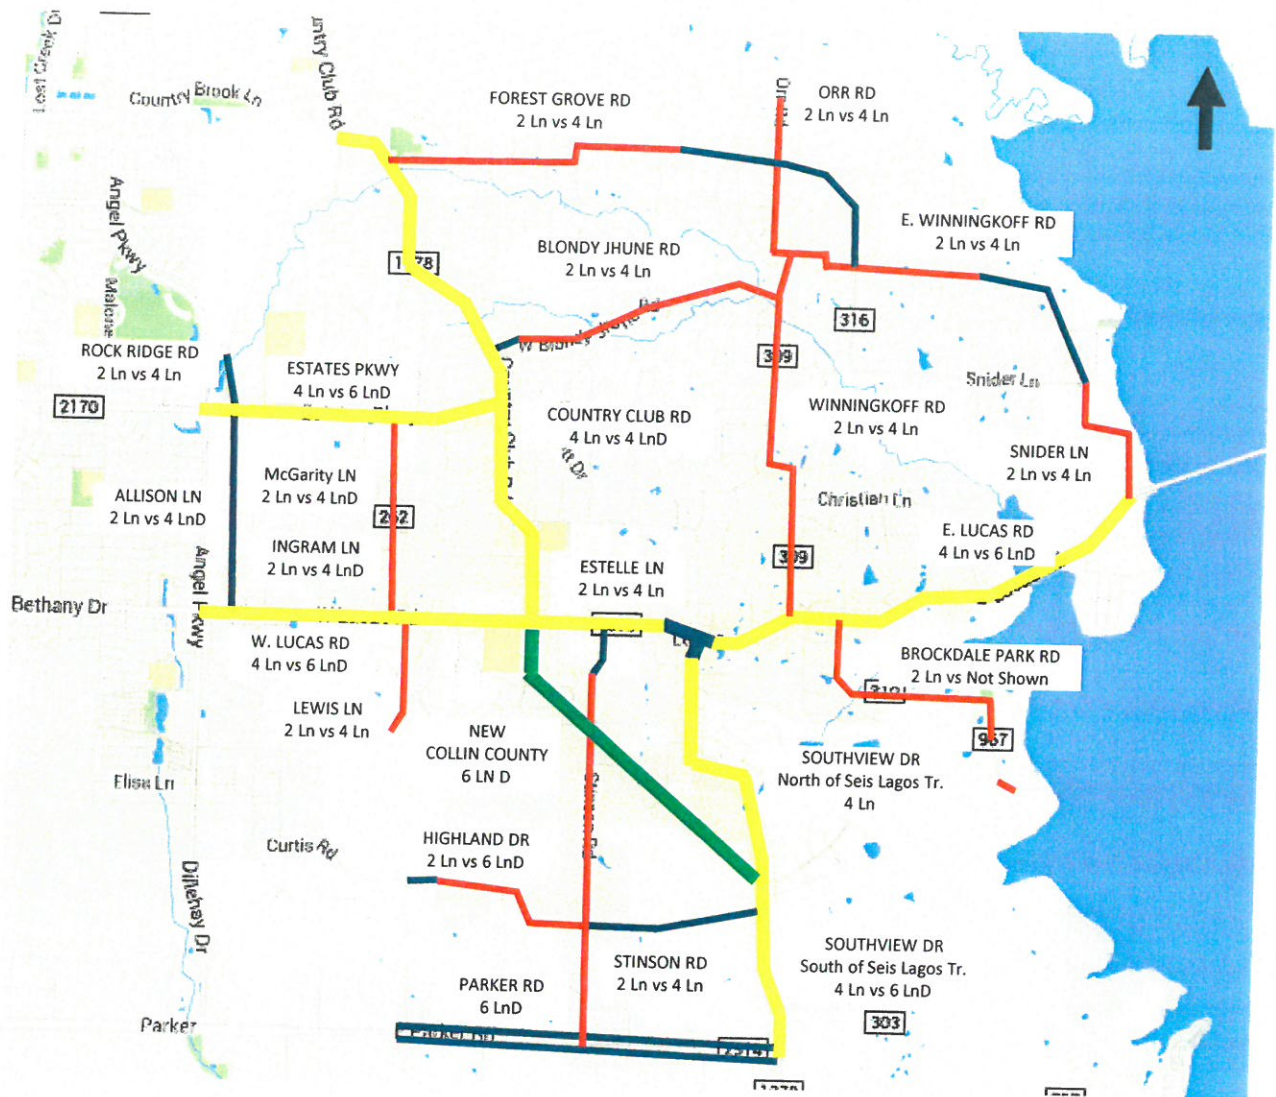 Country Brook Ln
FOREST GROVE RD
2 Ln vs 4 Ln
ORR RD
2 Ln vs 4 Ln
Angel Pkwy
E. WINNINGKOFF RD
2 Ln vs 4 Ln
BLONDY JHUNE RD
2 Ln vs 4 Ln
316
ROCK RIDGE RD
2 Ln vs 4 Ln
ESTATES PKWY
4 Ln vs 6 LnD
Snider Ln
2170
COUNTRY CLUB RD
4 Ln vs 4 LnD
WINNINGKOFF RD
2 Ln vs 4 Ln
SNIDER LN
2 Ln vs 4 Ln
McGarity LN
2 Ln vs 4 LnD
ALLISON LN
2 Ln vs 4 LnD
Christian Ln
INGRAM LN
2 Ln vs 4 LnD
E. LUCAS RD
4 Ln vs 6 LnD
ESTELLE LN
2 Ln vs 4 Ln
Angel Pkwy
Bethany Dr
W. LUCAS RD
4 Ln vs 6 LnD
BROCKDALE PARK RD
2 Ln vs Not Shown
LEWIS LN
2 Ln vs 4 Ln
NEW
COLLIN COUNTY
6 LN D
967
SOUTHVIEW DR
North of Seis Lagos Tr.
4 Ln
Elisa Ln
HIGHLAND DR
2 Ln vs 6 LnD
Curtis Rd
Dillehay Dr
STINSON RD
2 Ln vs 4 Ln
SOUTHVIEW DR
South of Seis Lagos Tr.
4 Ln vs 6 LnD
PARKER RD
6 LnD
303
Parker